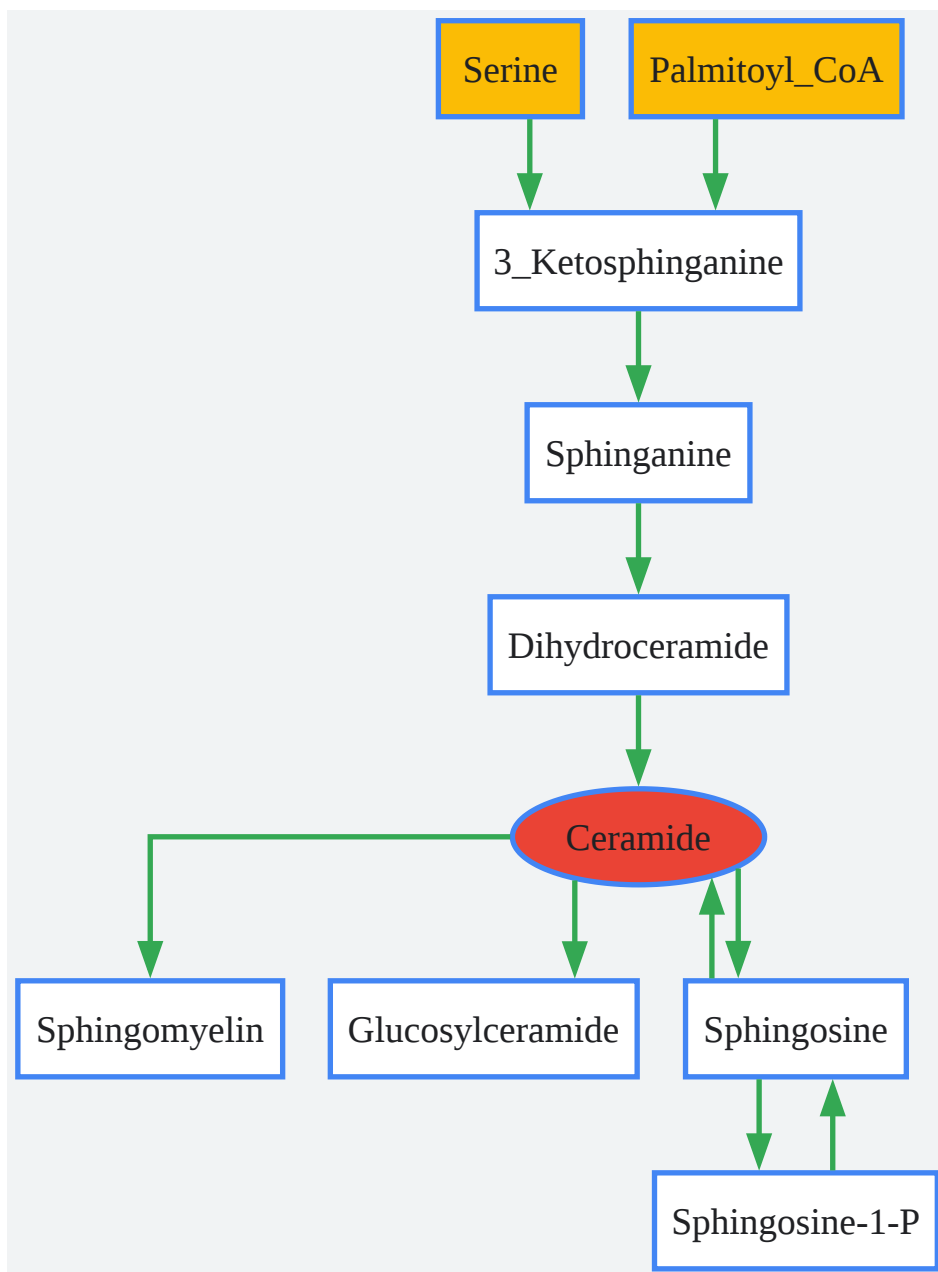 Serine
Palmitoyl_CoA
3_Ketosphinganine
Sphinganine
Dihydroceramide
Ceramide
Sphingomyelin
Glucosylceramide
Sphingosine
Sphingosine-1-P